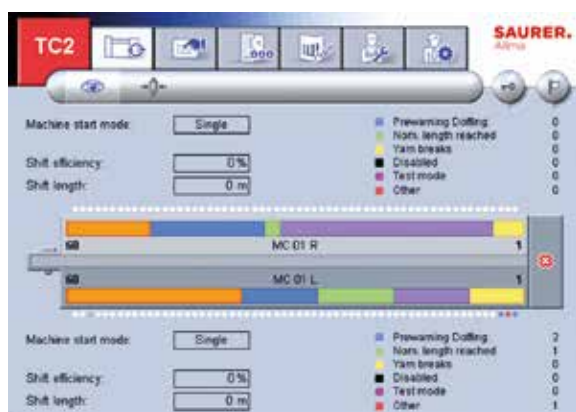 TC2
SAURER.
Allma
Machine start mode: Single
Shift efficiency: 0%
Shift length: 0 m
Prewarning Doffing 0
Nom. length reached 0
Yarn breaks 0
Disabled 0
Test mode 0
Other 0
60 MC 01 R 1
60 MC 01 L 1
Machine start mode: Single
Shift efficiency: 0%
Shift length: 0 m
Prewarning Doffing 2
Nom. length reached 1
Yarn breaks 0
Disabled 0
Test mode 0
Other 1